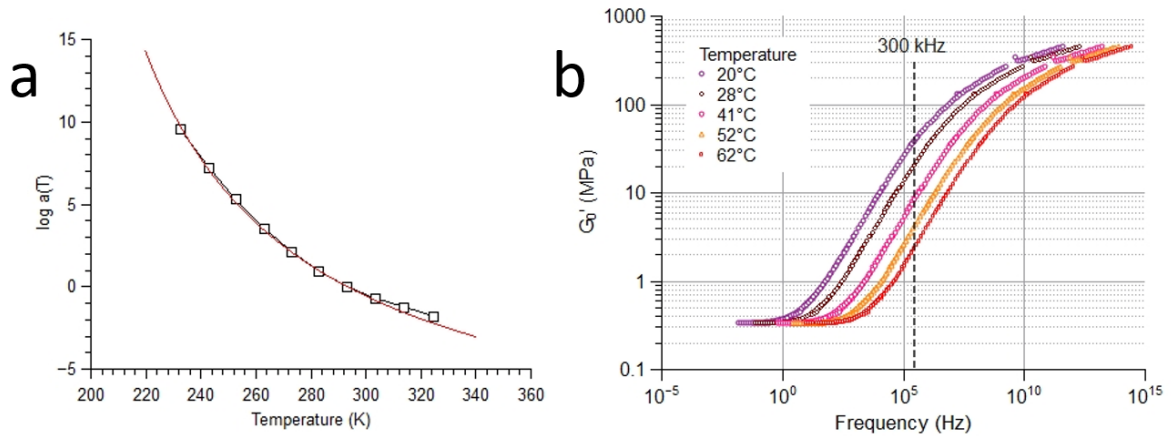 a
15
10
5
0
−5
log a(T)
200 220 240 260 280 300 320 340 360
Temperature (K)
b
1000
100
10
1
0.1
G₀' (MPa)
300 kHz
Temperature
20°C
28°C
41°C
52°C
62°C
10⁻⁵ 10⁰ 10⁵ 10¹⁰ 10¹⁵
Frequency (Hz)